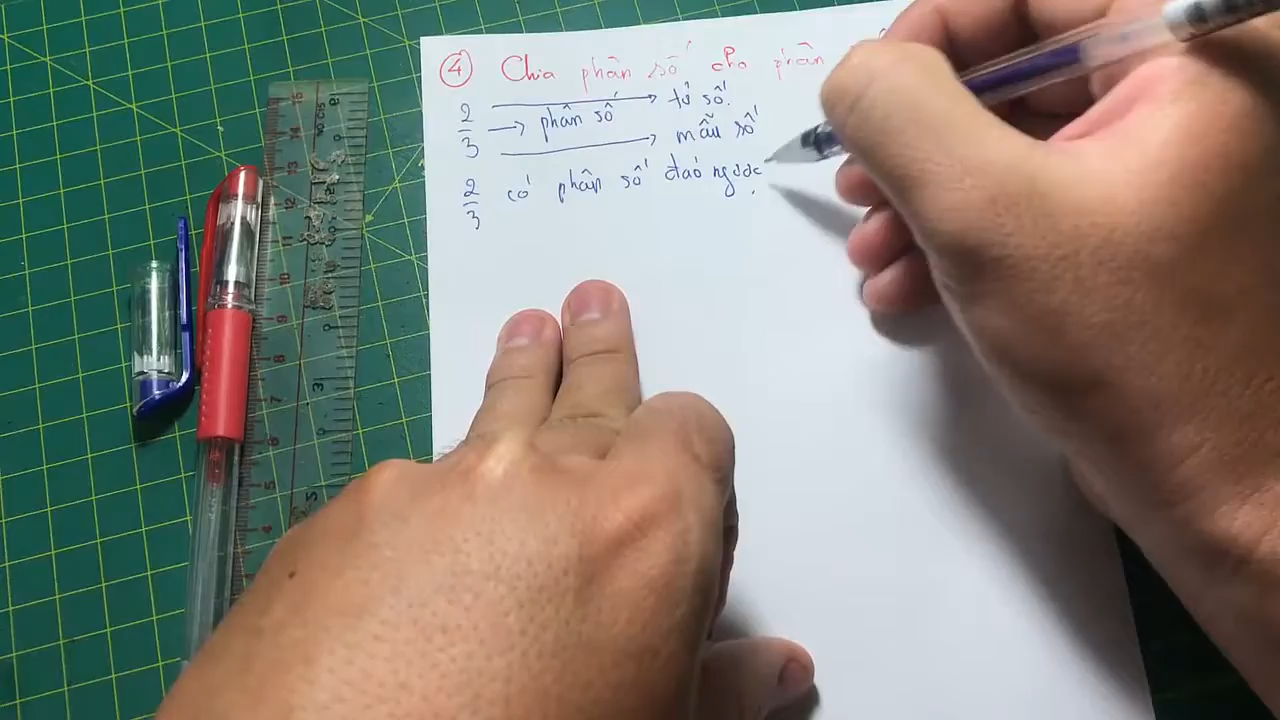 ④ Chia phân số cho phân
2/3 → tử số.
→ phân số
→ mẫu số
2/3 có phân số đảo ngược